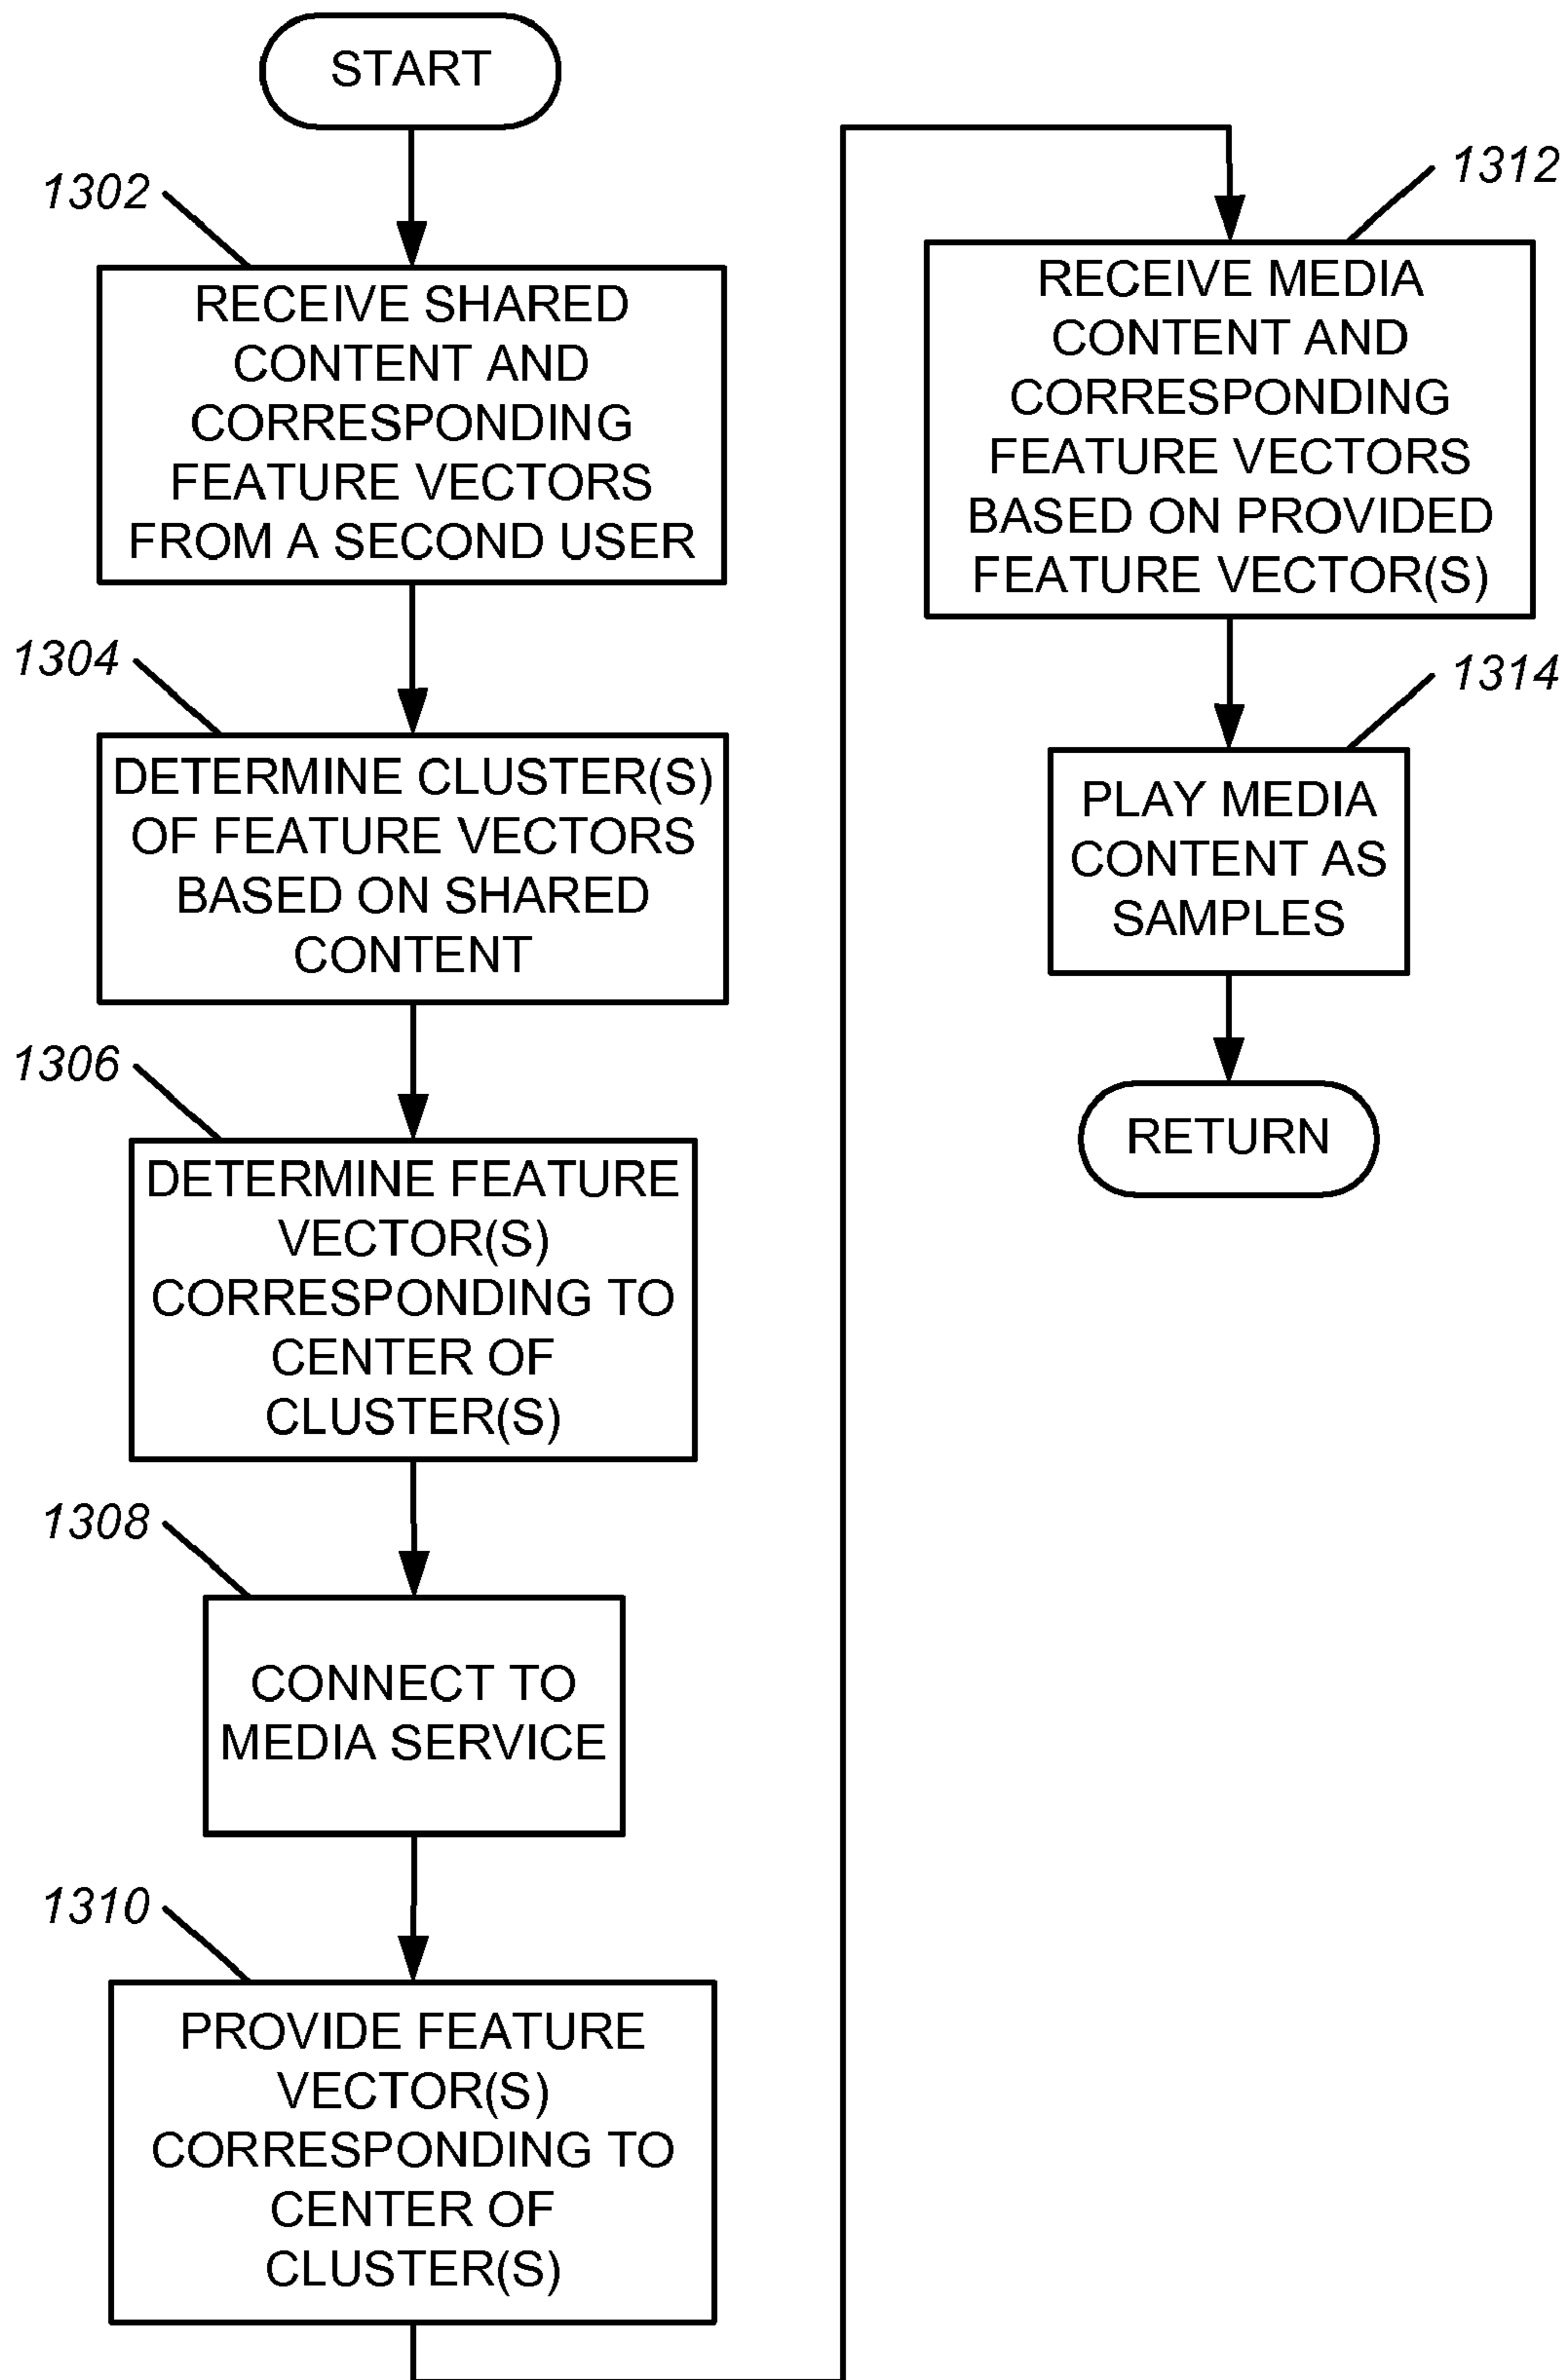 START
1302
RECEIVE SHARED
CONTENT AND
CORRESPONDING
FEATURE VECTORS
FROM A SECOND USER
1304
DETERMINE CLUSTER(S)
OF FEATURE VECTORS
BASED ON SHARED
CONTENT
1306
DETERMINE FEATURE
VECTOR(S)
CORRESPONDING TO
CENTER OF
CLUSTER(S)
1308
CONNECT TO
MEDIA SERVICE
1310
PROVIDE FEATURE
VECTOR(S)
CORRESPONDING TO
CENTER OF
CLUSTER(S)
1312
RECEIVE MEDIA
CONTENT AND
CORRESPONDING
FEATURE VECTORS
BASED ON PROVIDED
FEATURE VECTOR(S)
1314
PLAY MEDIA
CONTENT AS
SAMPLES
RETURN